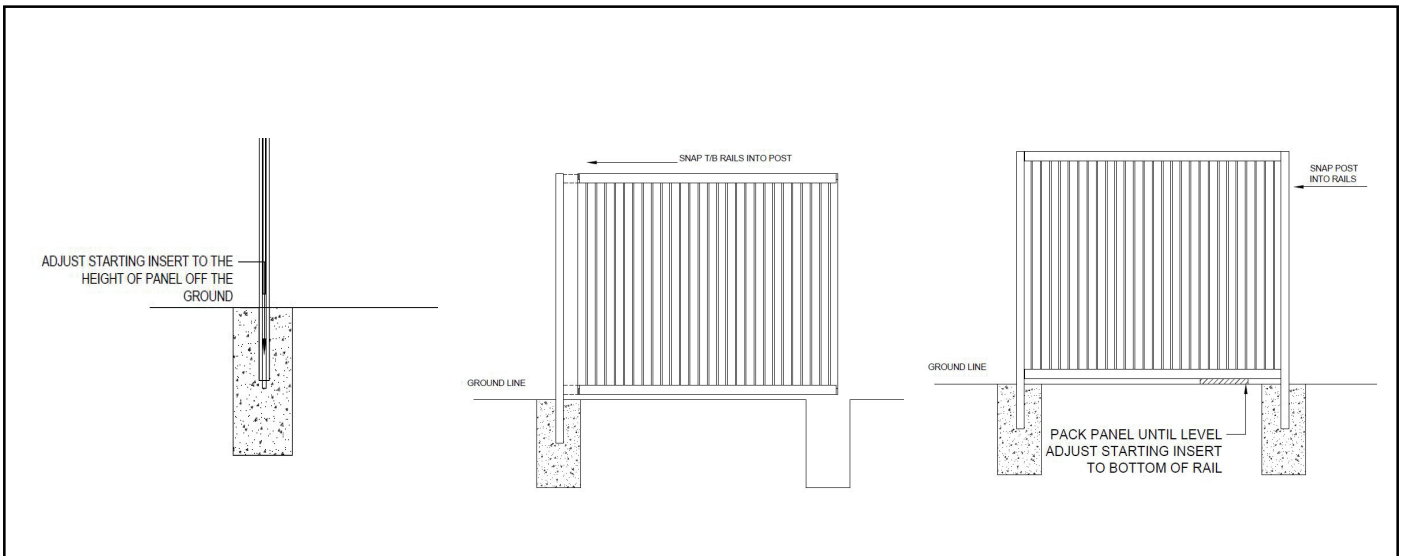 ADJUST STARTING INSERT TO THE
HEIGHT OF PANEL OFF THE
GROUND
SNAP T/B RAILS INTO POST
GROUND LINE
SNAP POST
INTO RAILS
GROUND LINE
PACK PANEL UNTIL LEVEL
ADJUST STARTING INSERT
TO BOTTOM OF RAIL